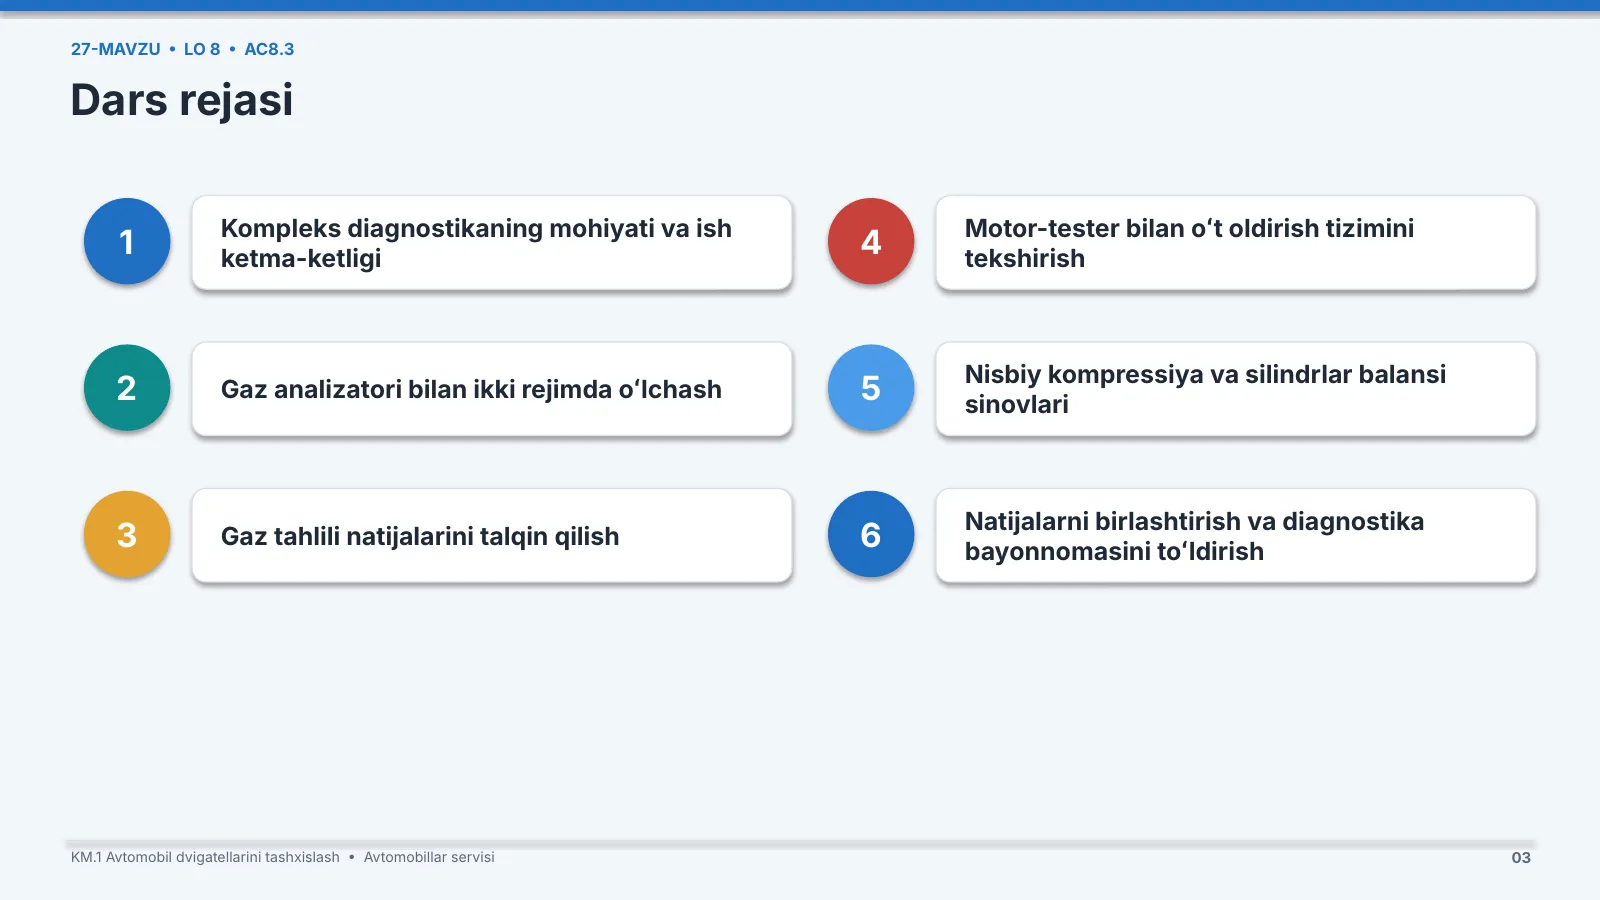 27-MAVZU • LO 8 • AC8.3
Dars rejasi
1
Kompleks diagnostikaning mohiyati va ish
ketma-ketligi
2
Gaz analizatori bilan ikki rejimda oʻlchash
3
Gaz tahlili natijalarini talqin qilish
4
Motor-tester bilan oʻt oldirish tizimini
tekshirish
5
Nisbiy kompressiya va silindrlar balansi
sinovlari
6
Natijalarni birlashtirish va diagnostika
bayonnomasini toʻldirish
KM.1 Avtomobil dvigatellarini tashxislash • Avtomobillar servisi
03